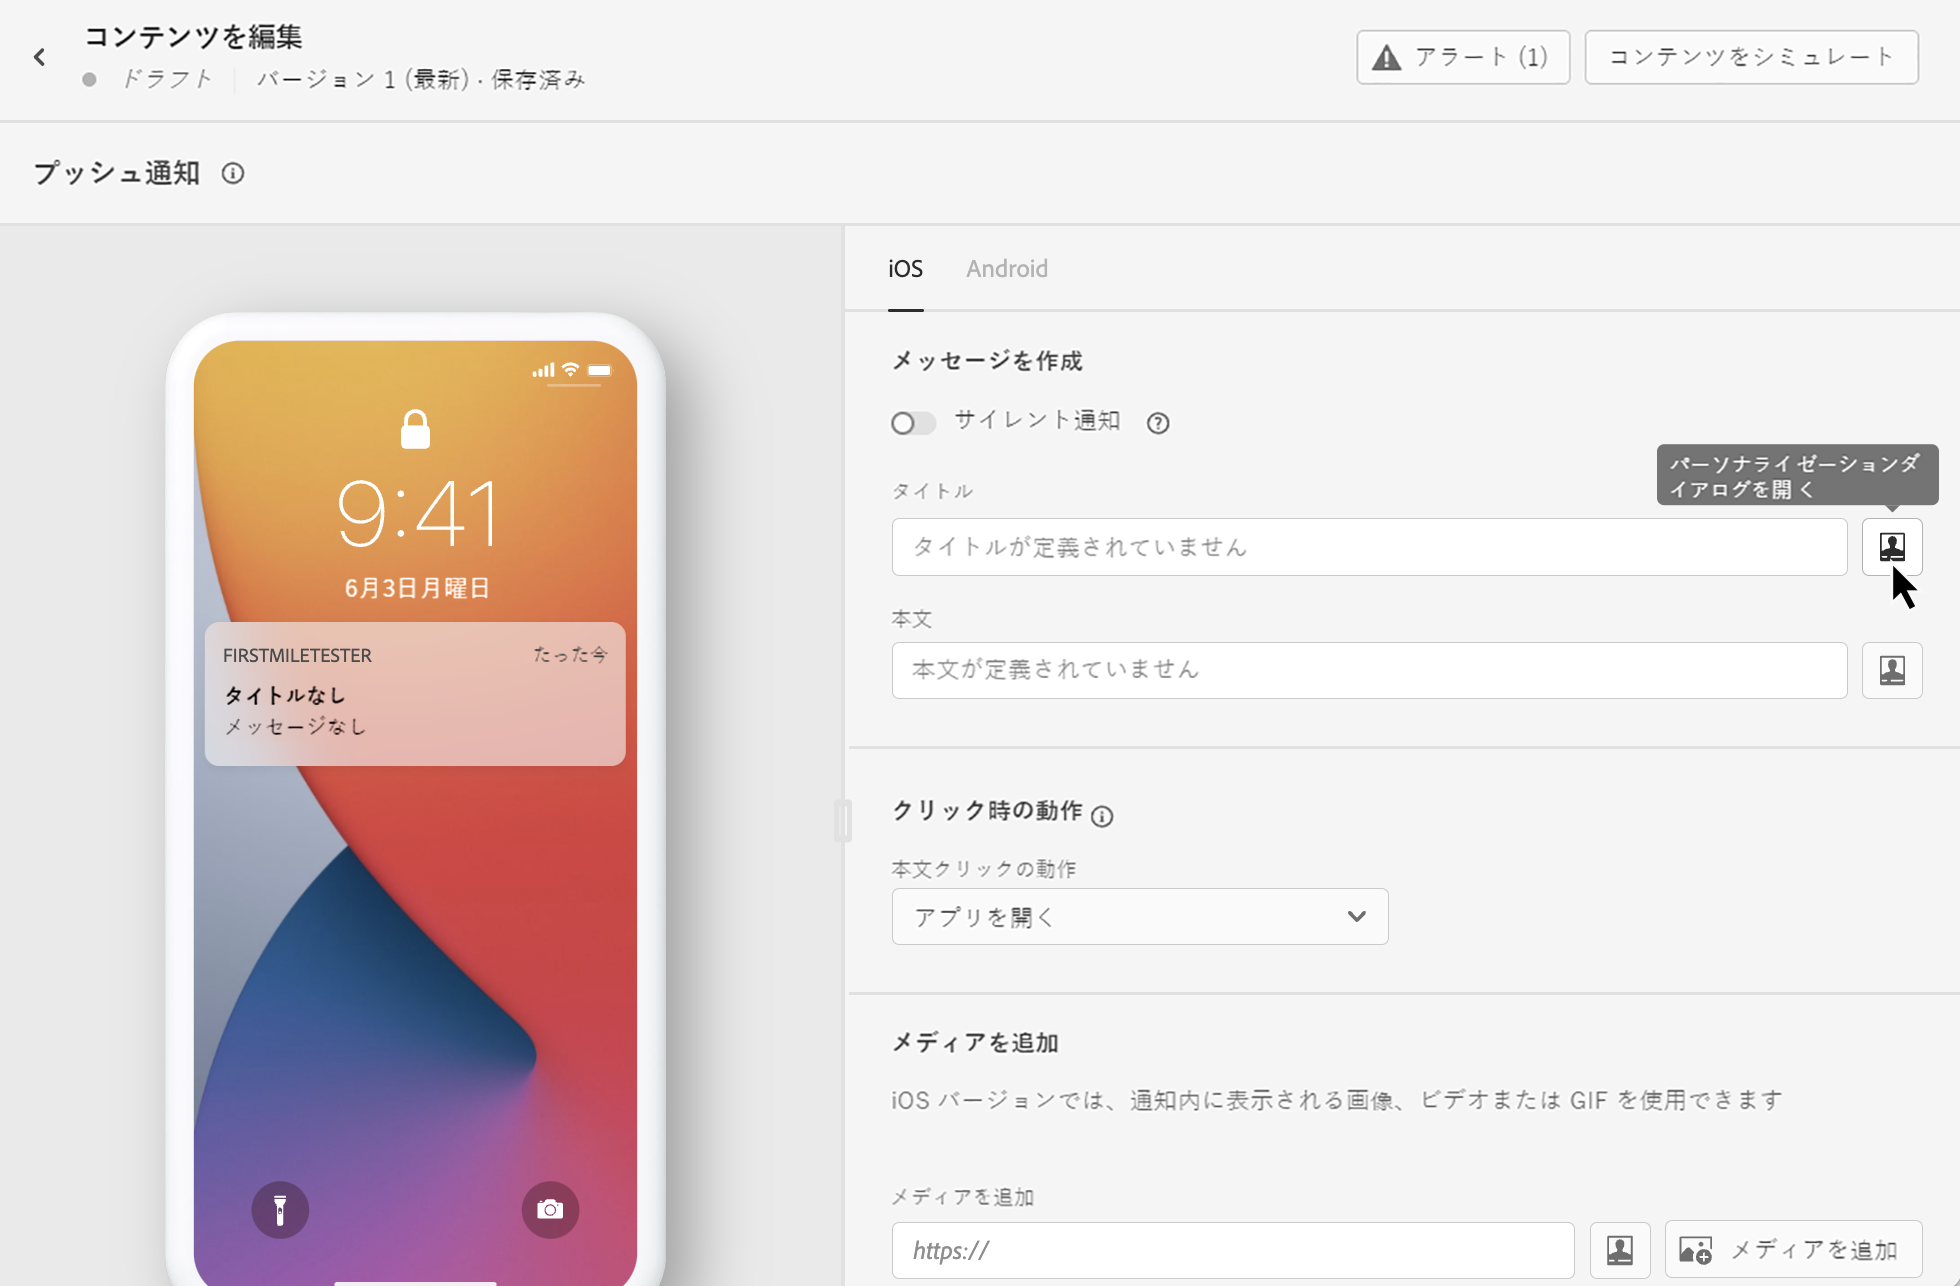 コンテンツを編集
ドラフト バージョン 1 (最新) · 保存済み
アラート (1)
コンテンツをシミュレート
プッシュ通知
iOS Android
メッセージを作成
サイレント通知
パーソナライゼーションダ
イアログを開く
タイトル
タイトルが定義されていません
本文
本文が定義されていません
9:41
6月3日月曜日
FIRSTMILETESTER たった今
タイトルなし
メッセージなし
クリック時の動作
本文クリックの動作
アプリを開く
メディアを追加
iOS バージョンでは、通知内に表示される画像、ビデオまたは GIF を使用できます
メディアを追加
https://
メディアを追加